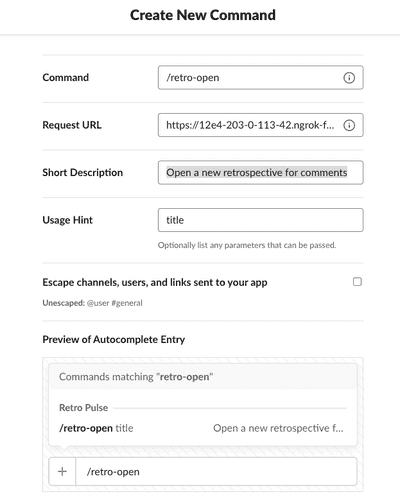 Create New Command
Command
/retro-open
Request URL
https://12e4-203-0-113-42.ngrok-f...
Short Description
Open a new retrospective for comments
Usage Hint
title
Optionally list any parameters that can be passed.
Escape channels, users, and links sent to your app
Unescaped: @user #general
Preview of Autocomplete Entry
Commands matching "retro-open"
Retro Pulse
/retro-open title Open a new retrospective f...
/retro-open